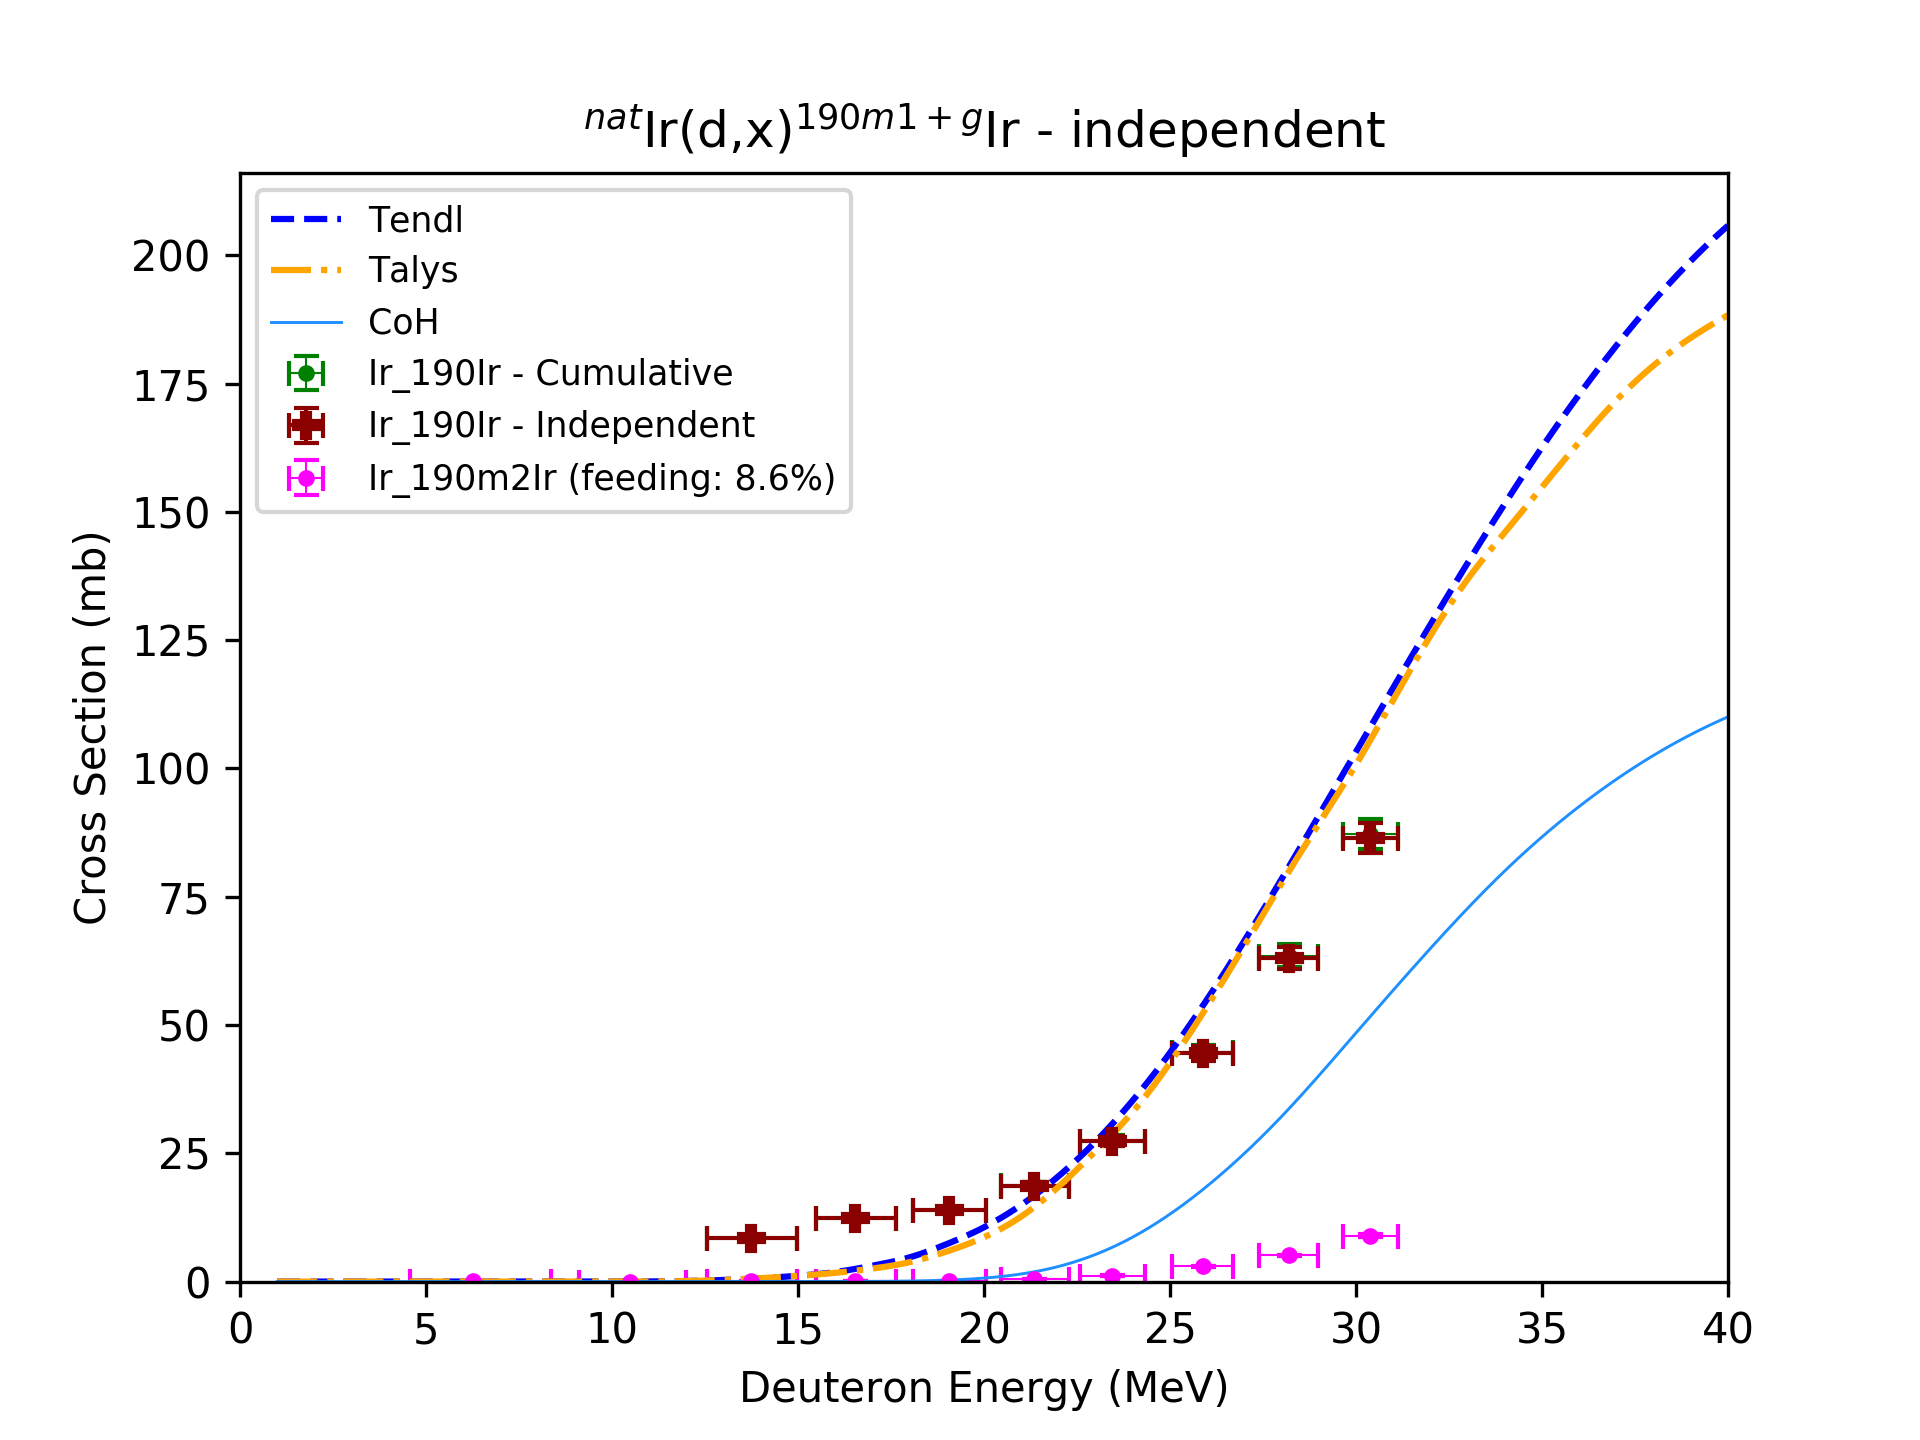 natIr(d,x)190m1+gIr - independent
Tendl
Talys
CoH
Ir_190Ir - Cumulative
Ir_190Ir - Independent
Ir_190m2Ir (feeding: 8.6%)
200
175
150
125
100
75
50
25
0
Cross Section (mb)
0 5 10 15 20 25 30 35 40
Deuteron Energy (MeV)